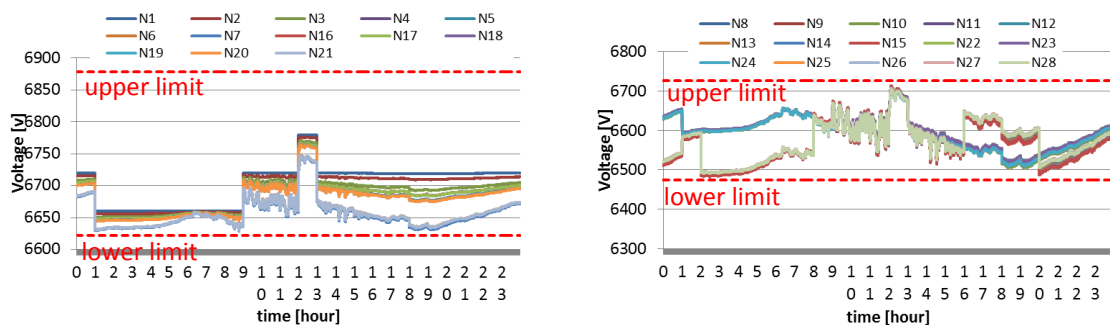 N1 N2 N3 N4 N5
N6 N7 N16 N17 N18
N19 N20 N21
6900
6850
6800
6750
6700
6650
6600
Voltage [v]
upper limit
lower limit
0 1 2 3 4 5 6 7 8 9 1 1 1 1 1 1 1 1 1 1 2 2 2 2
0 1 2 3 4 5 6 7 8 9 0 1 2 3
time [hour]
N8 N9 N10 N11 N12
N13 N14 N15 N22 N23
N24 N25 N26 N27 N28
6800
6700
6600
6500
6400
6300
Voltage[V]
upper limit
lower limit
0 1 2 3 4 5 6 7 8 9 1 1 1 1 1 1 1 1 1 1 2 2 2 2
0 1 2 3 4 5 6 7 8 9 0 1 2 3
time [hour]